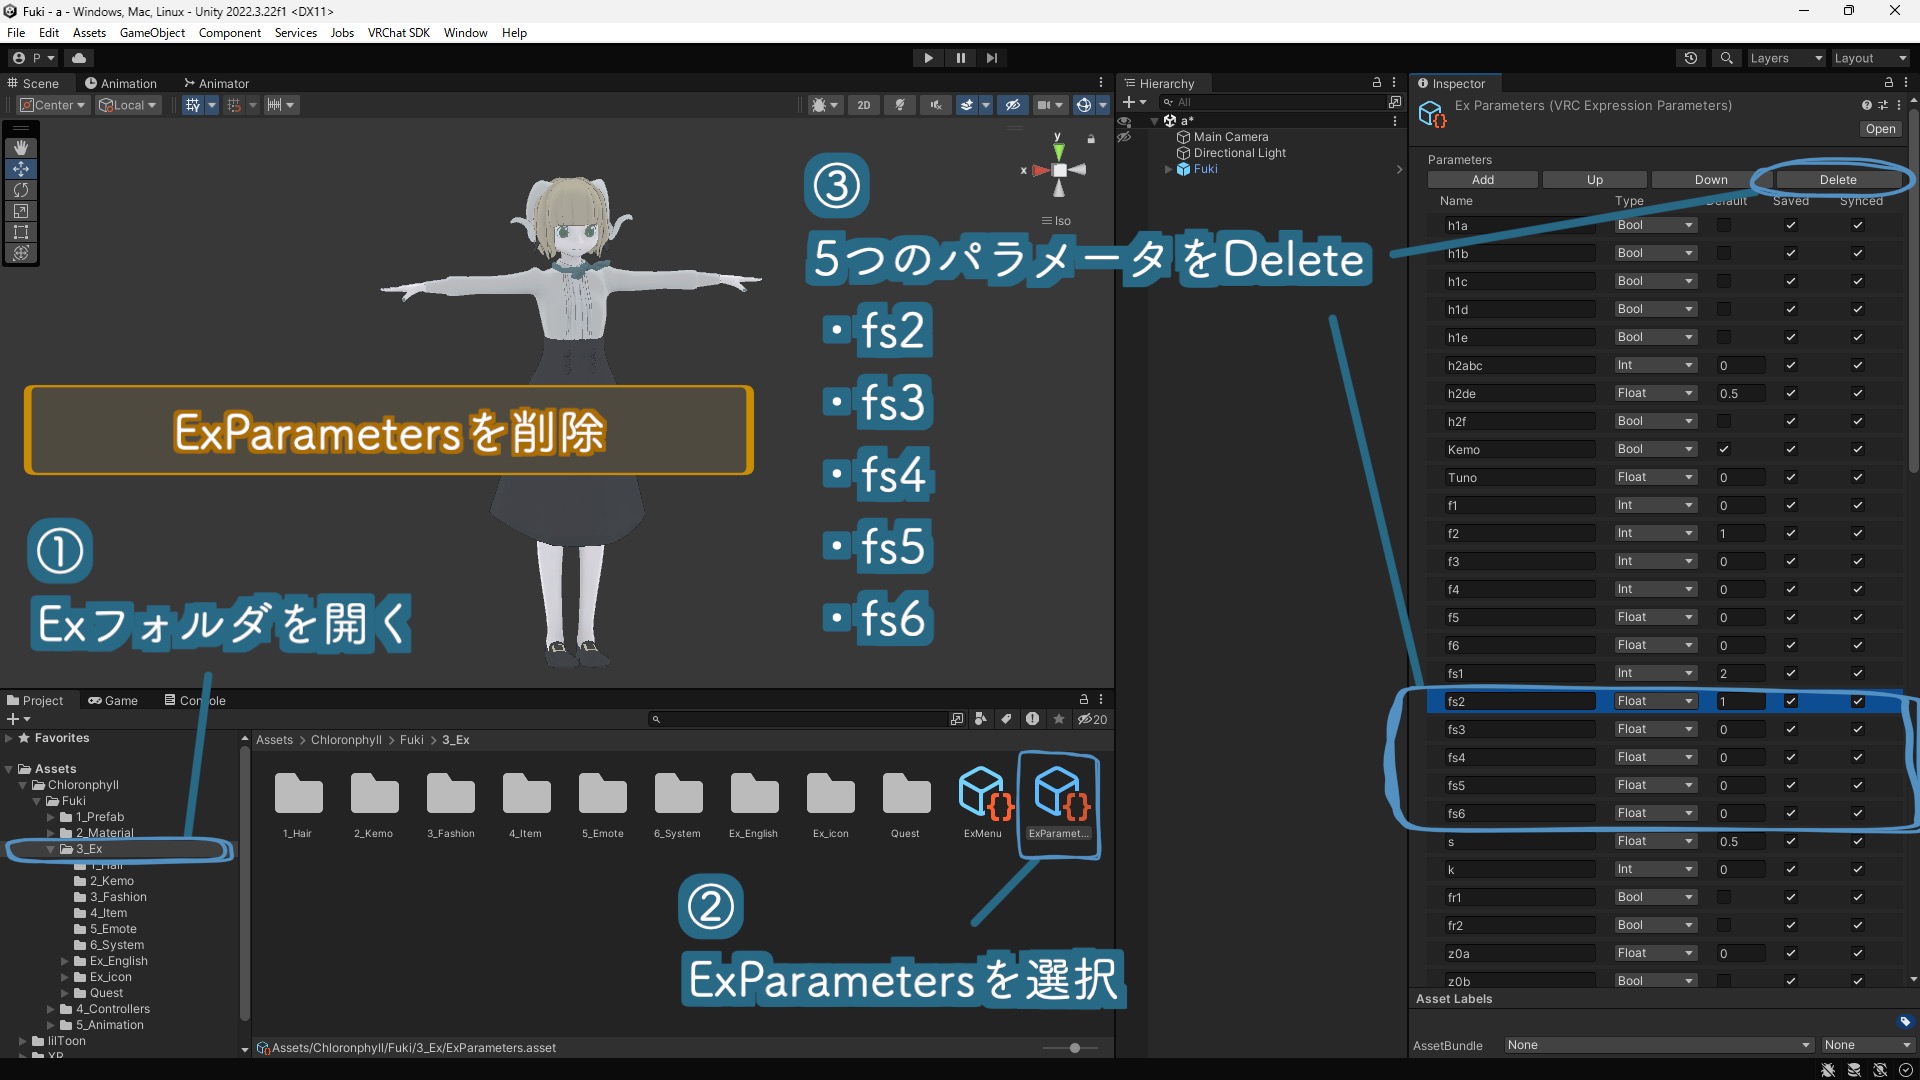 Fuki - a - Windows, Mac, Linux - Unity 2022.3.22f1 <DX11>
File Edit Assets GameObject Component Services Jobs VRChat SDK Window Help
P
Layers
Layout
Scene
Animation
Animator
Center
Local
2D
y
x
Iso
③
5つのパラメータをDelete
・fs2
・fs3
・fs4
・fs5
・fs6
ExParametersを削除
①
Exフォルダを開く
②
ExParametersを選択
Hierarchy
All
a*
Main Camera
Directional Light
Fuki
Project
Game
20
Favorites
Assets
Chloronphyll
Fuki
1_Prefab
2_Material
3_Ex
2_Kemo
3_Fashion
4_Item
5_Emote
6_System
Ex_English
Ex_icon
Quest
4_Controllers
5_Animation
lilToon
Assets > Chloronphyll > Fuki > 3_Ex
1_Hair
2_Kemo
3_Fashion
4_Item
5_Emote
6_System
Ex_English
Ex_icon
Quest
ExMenu
ExParamet...
Assets/Chloronphyll/Fuki/3_Ex/ExParameters.asset
Inspector
Ex Parameters (VRC Expression Parameters)
Open
Parameters
Add Up Down Delete
Name Type Saved Synced
h1a Bool
h1b Bool
h1c Bool
h1d Bool
h1e Bool
h2abc Int 0
h2de Float 0.5
h2f Bool
Kemo Bool
Tuno Float 0
f1 Int 0
f2 Int 1
f3 Int 0
f4 Int 0
f5 Float 0
f6 Float 0
fs1 Int 2
fs2 Float 1
fs3 Float 0
fs4 Float 0
fs5 Float 0
fs6 Float 0
s Float 0.5
k Int 0
fr1 Bool
fr2 Bool
z0a Float 0
z0b Bool
Asset Labels
AssetBundle None None